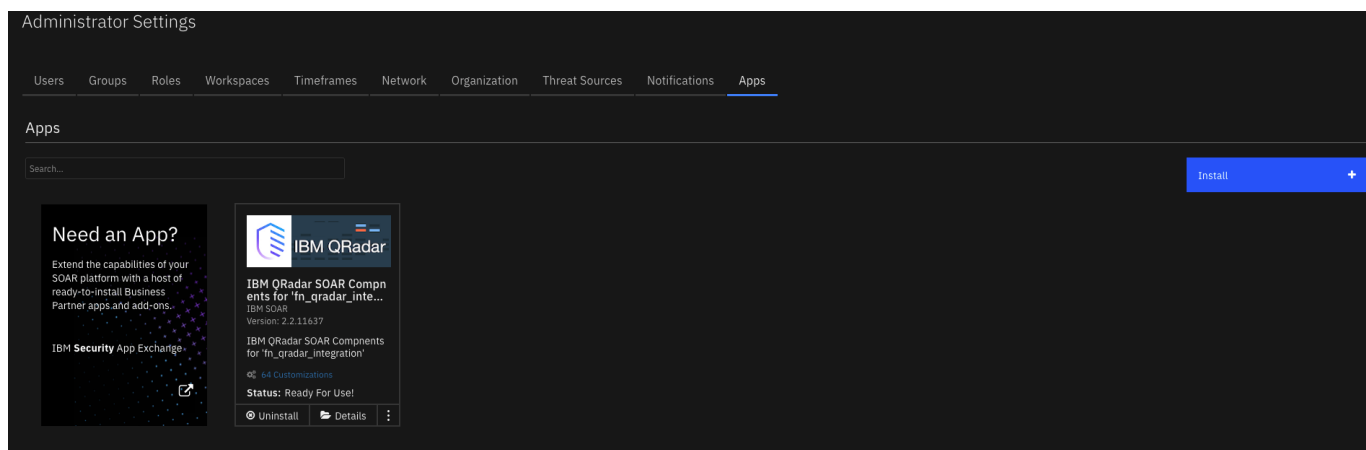 Administrator Settings
Users Groups Roles Workspaces Timeframes Network Organization Threat Sources Notifications Apps
Apps
Search...
Install +
Need an App?
Extend the capabilities of your
SOAR platform with a host of
ready-to-install Business
Partner apps and add-ons.
IBM Security App Exchange
IBM QRadar
IBM QRadar SOAR Compn
ents for 'fn_qradar_inte...
IBM SOAR
Version: 2.2.11637
IBM QRadar SOAR Compnents
for 'fn_qradar_integration'
64 Customizations
Status: Ready For Use!
Uninstall Details